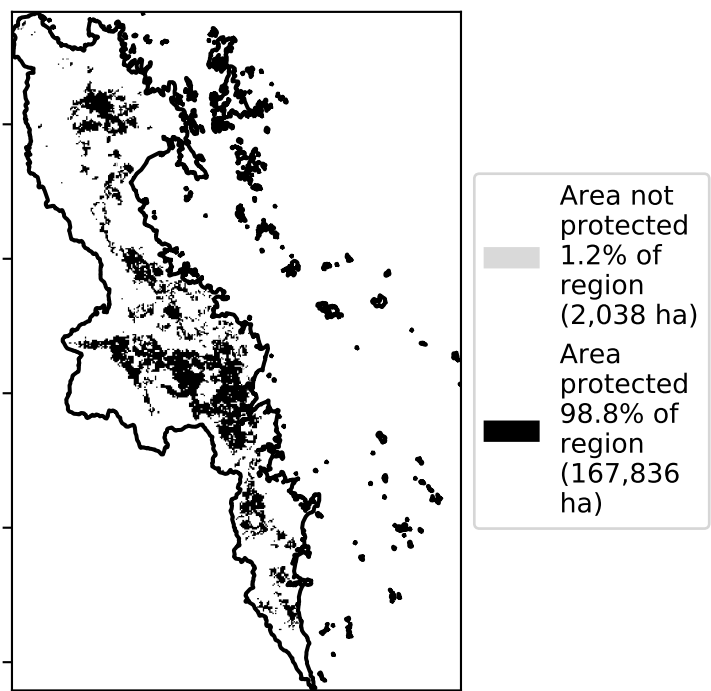 Area not
protected
1.2% of
region
(2,038 ha)
Area
protected
98.8% of
region
(167,836
ha)